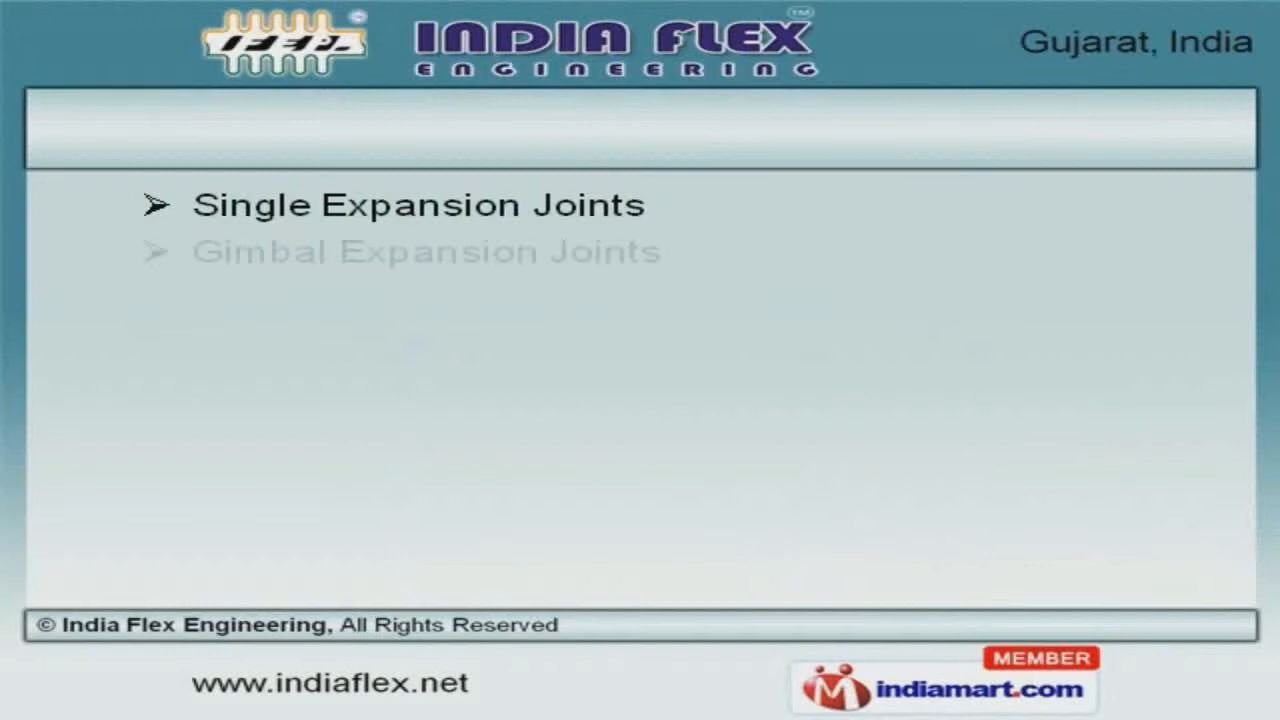 INDIA FLEX™
ENGINEERING
Gujarat, India
➢ Single Expansion Joints
➢ Gimbal Expansion Joints
© India Flex Engineering, All Rights Reserved
www.indiaflex.net
MEMBER
indiamart.com